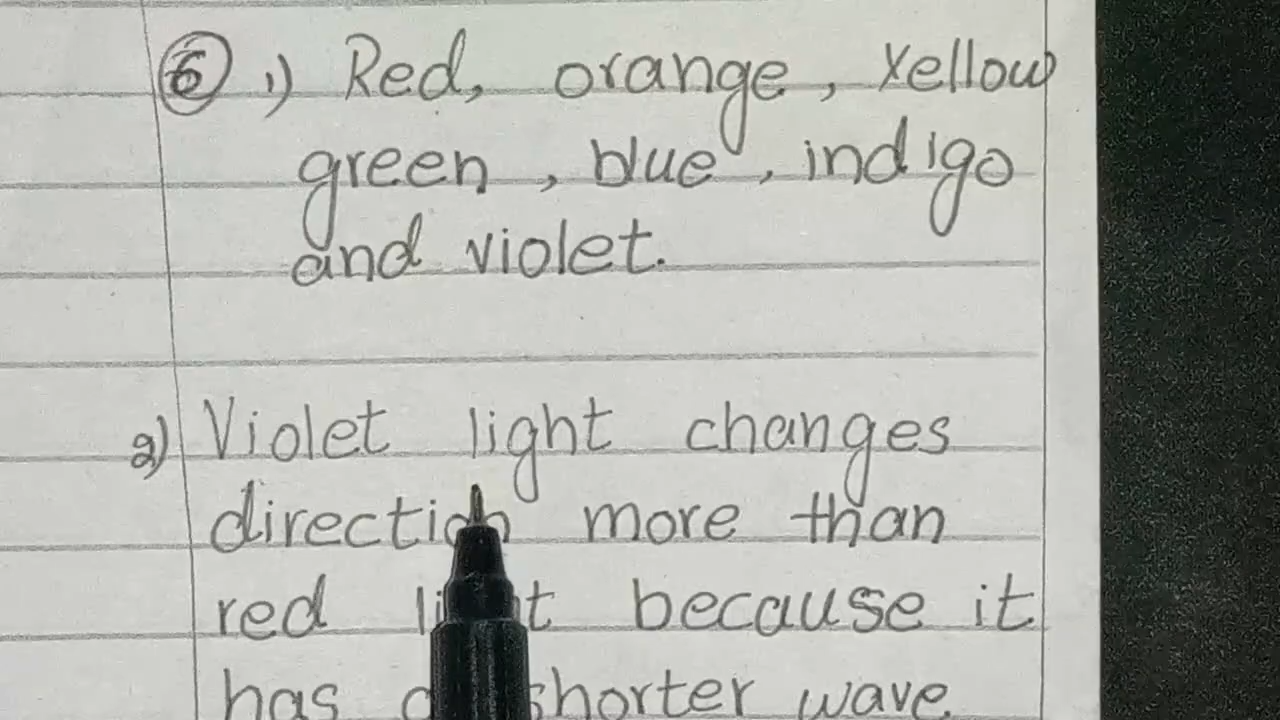 6 1) Red, orange, Yellow
green, blue, indigo
and violet.
2) Violet light changes
direction more than
red light because it
has a shorter wave